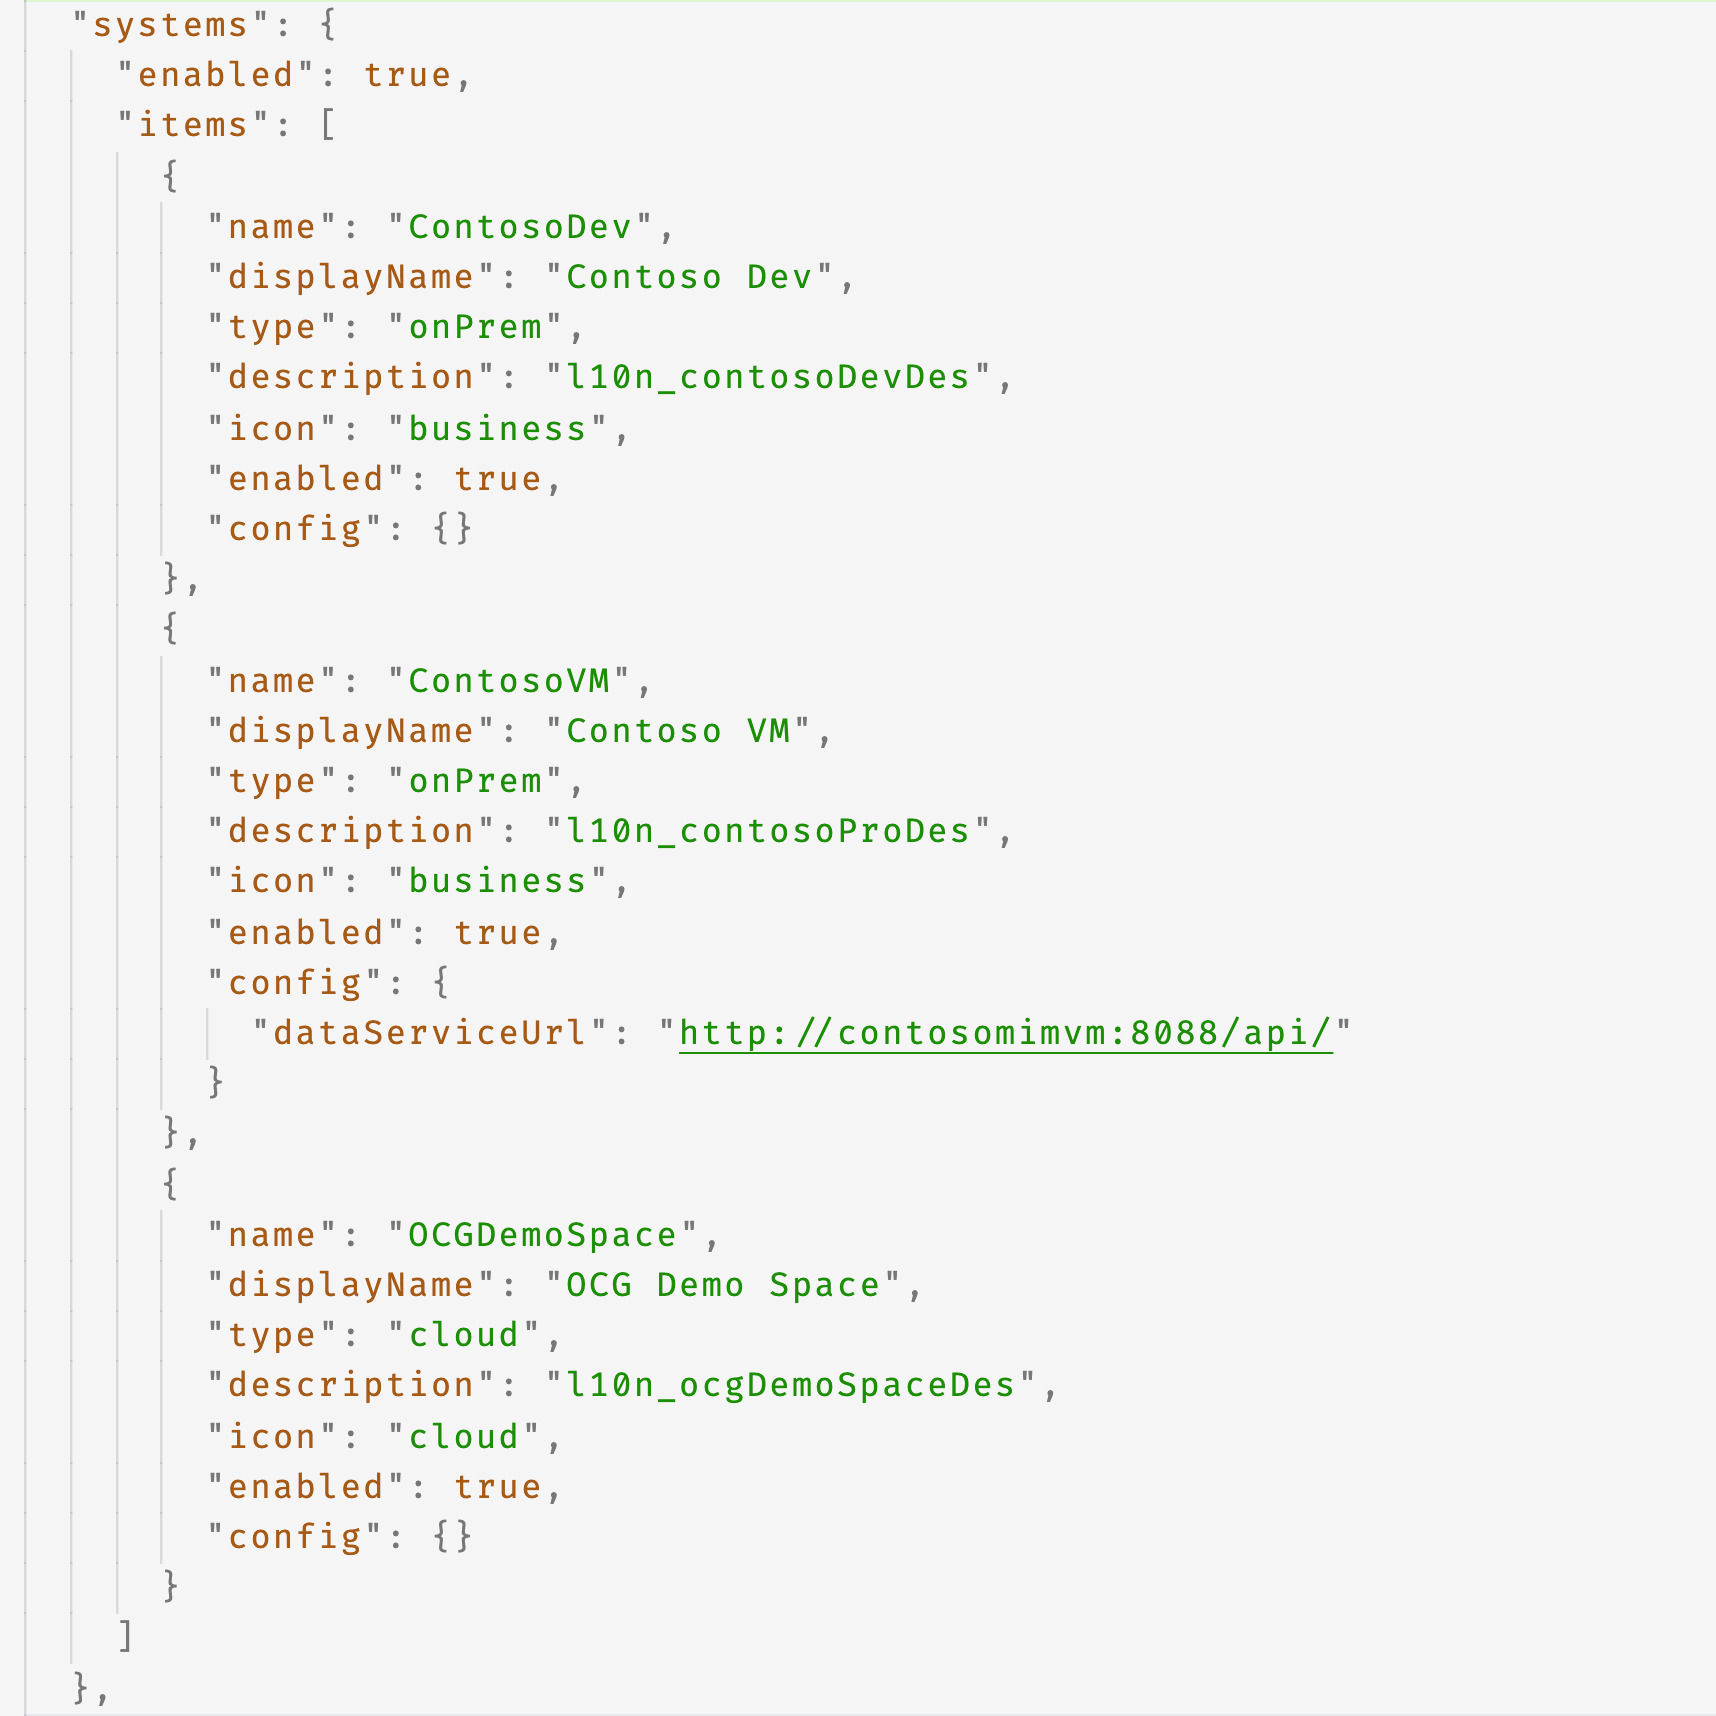 "systems": {
"enabled": true,
"items": [
{
"name": "ContosoDev",
"displayName": "Contoso Dev",
"type": "onPrem",
"description": "l10n_contosoDevDes",
"icon": "business",
"enabled": true,
"config": {}
},
{
"name": "ContosoVM",
"displayName": "Contoso VM",
"type": "onPrem",
"description": "l10n_contosoProDes",
"icon": "business",
"enabled": true,
"config": {
"dataServiceUrl": "http://contosomimvm:8088/api/"
}
},
{
"name": "OCGDemoSpace",
"displayName": "OCG Demo Space",
"type": "cloud",
"description": "l10n_ocgDemoSpaceDes",
"icon": "cloud",
"enabled": true,
"config": {}
}
]
},